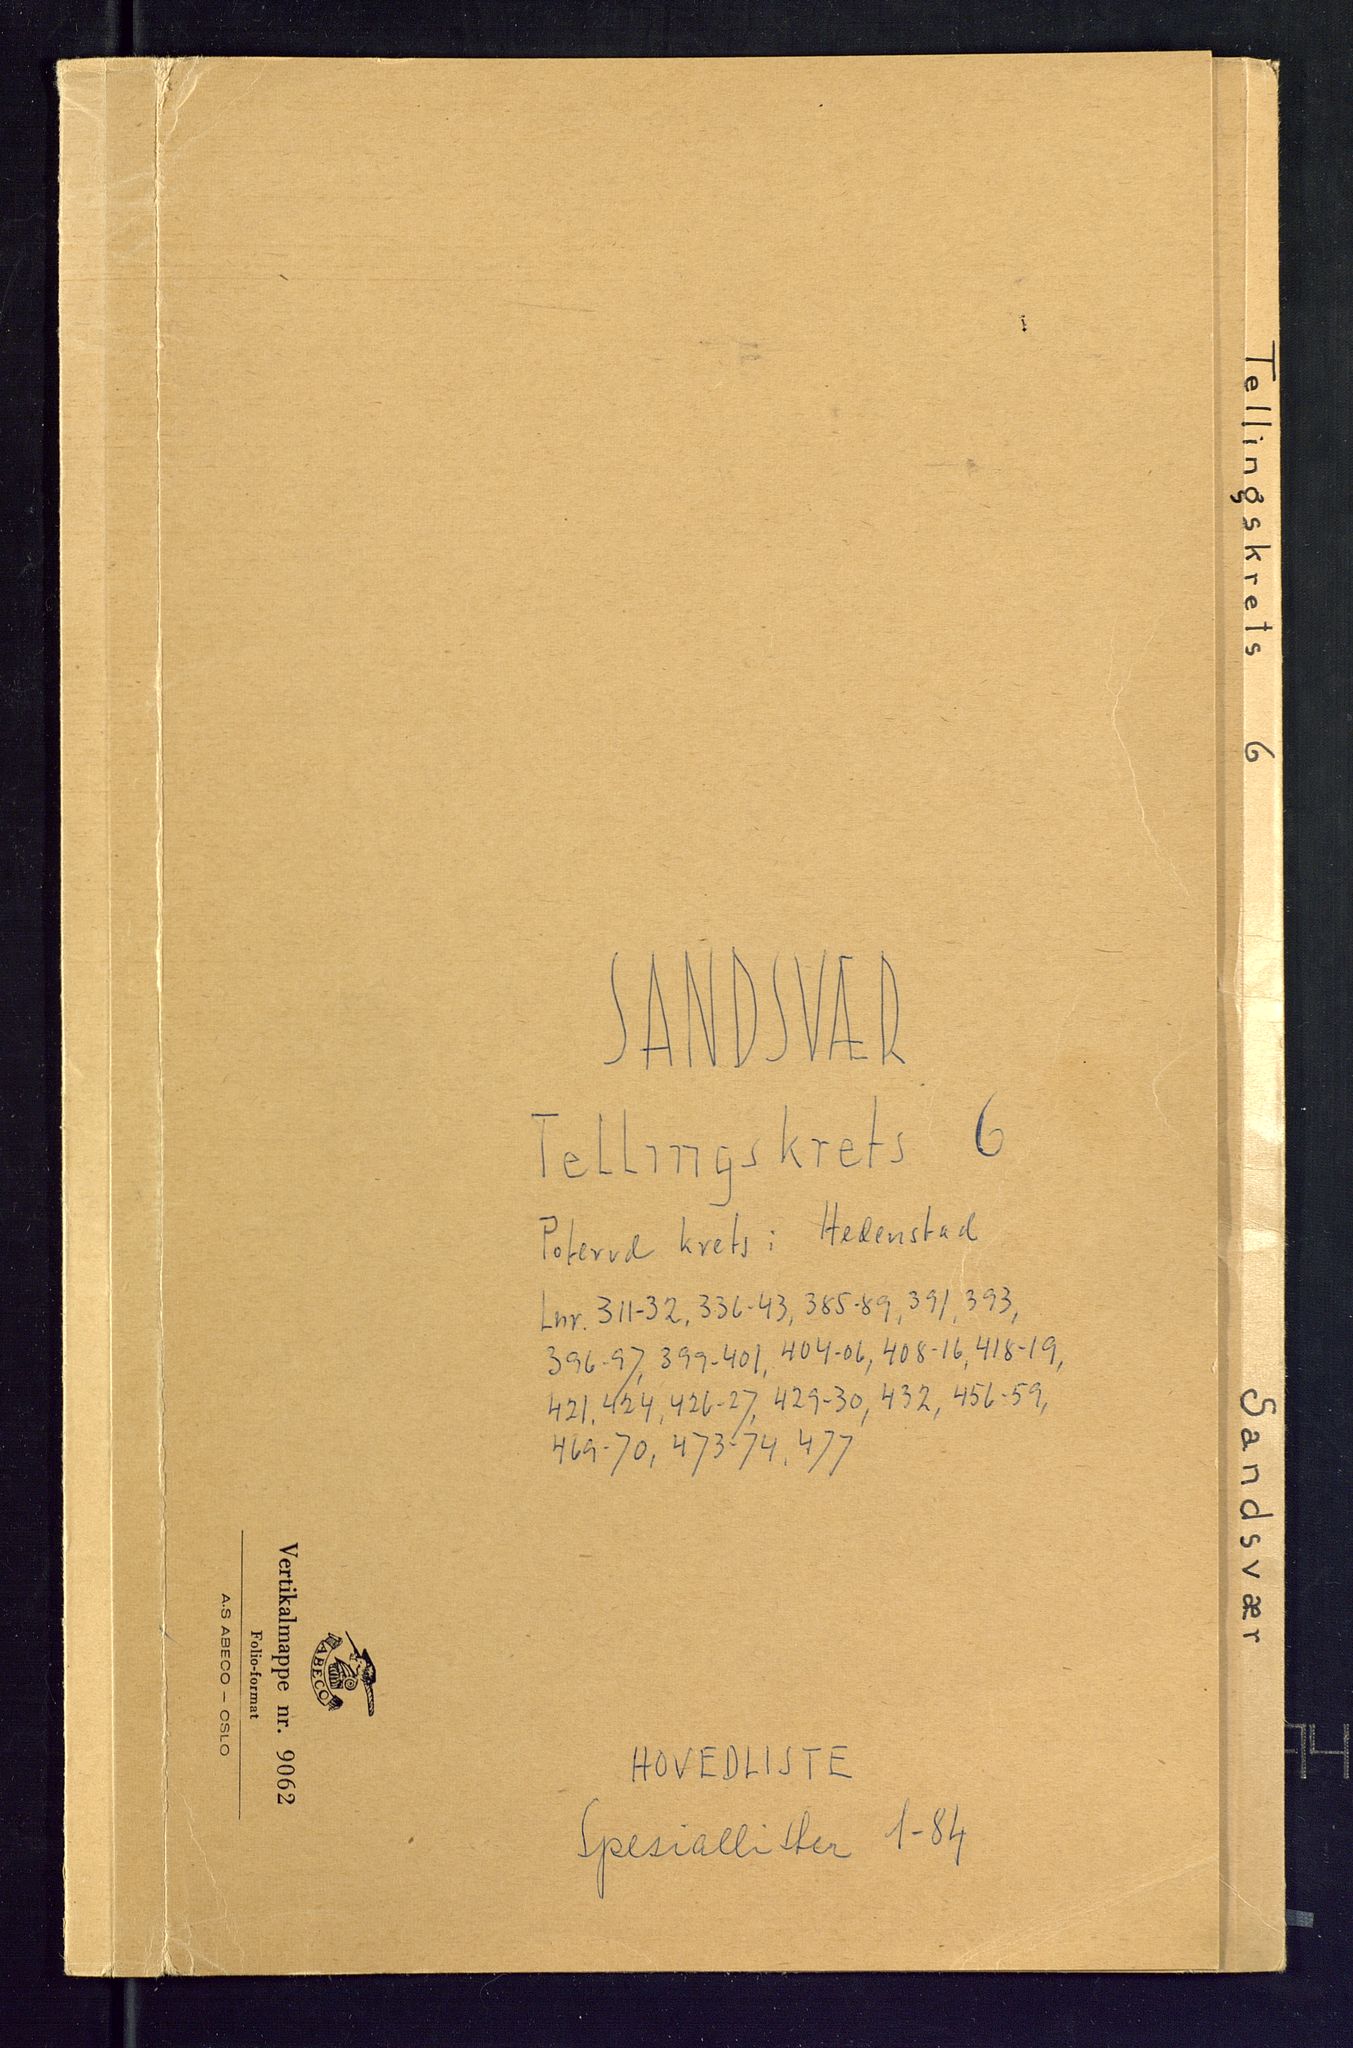 SANDSVÆR
Tellingskrets 6
Poterud krets i Hedenstad
Lnr. 311-32, 336-43, 385-89, 391, 393,
396-97, 399-401, 404-06, 408-16, 418-19,
421, 424, 426-27, 429-30, 432, 456-59,
469-70, 473-74, 477
HOVEDLISTE
Spesiallister 1-84
Tellingskrets 6 Sandsvær
ABECO
Vertikalmappe nr. 9062
Folio-format
A.S ABECO – OSLO